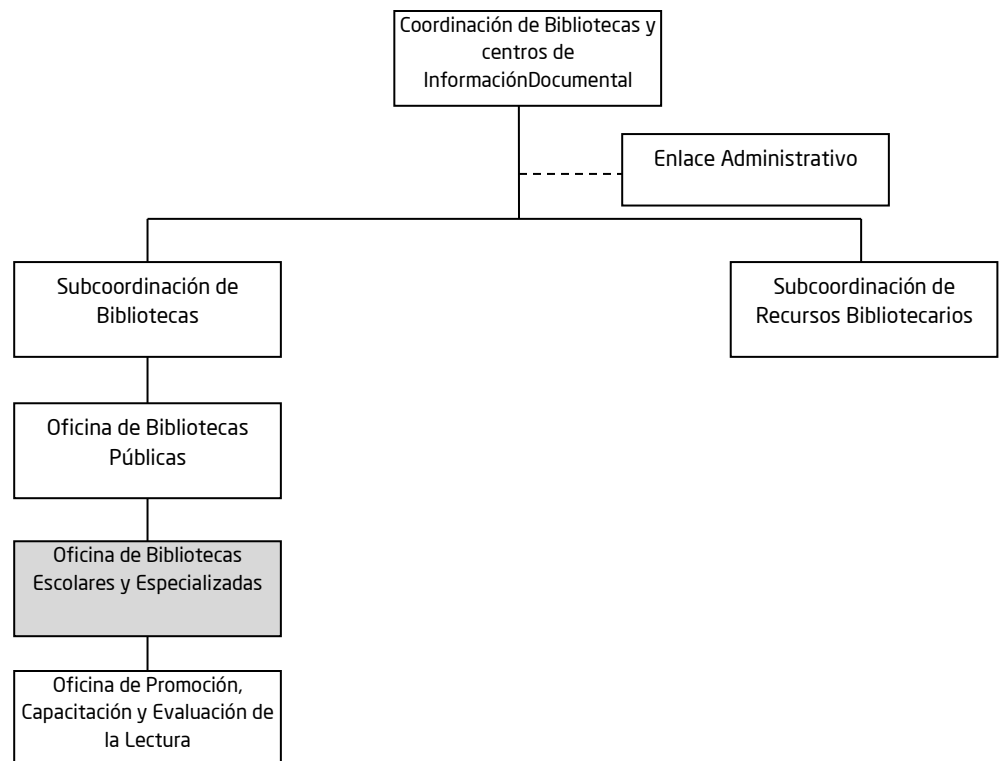 Coordinación de Bibliotecas y
centros de
InformaciónDocumental
Enlace Administrativo
Subcoordinación de
Bibliotecas
Subcoordinación de
Recursos Bibliotecarios
Oficina de Bibliotecas
Públicas
Oficina de Bibliotecas
Escolares y Especializadas
Oficina de Promoción,
Capacitación y Evaluación de
la Lectura